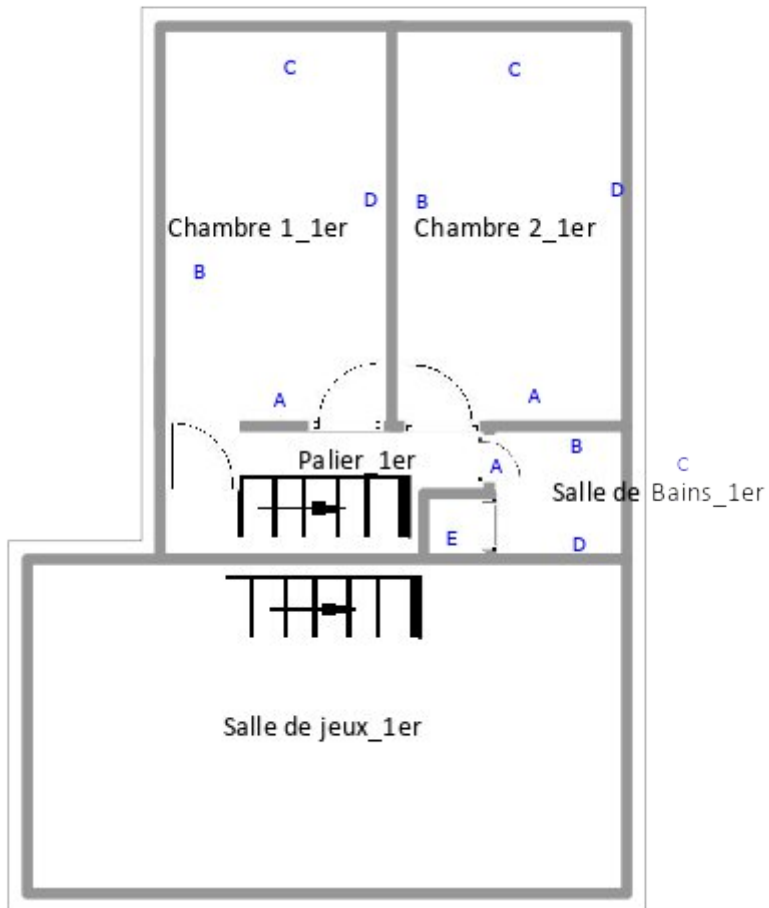 C
C
D
B
D
Chambre 1_1er
Chambre 2_1er
B
A
A
B
Palier_1er
A
C
Salle de Bains_1er
E
D
Salle de jeux_1er